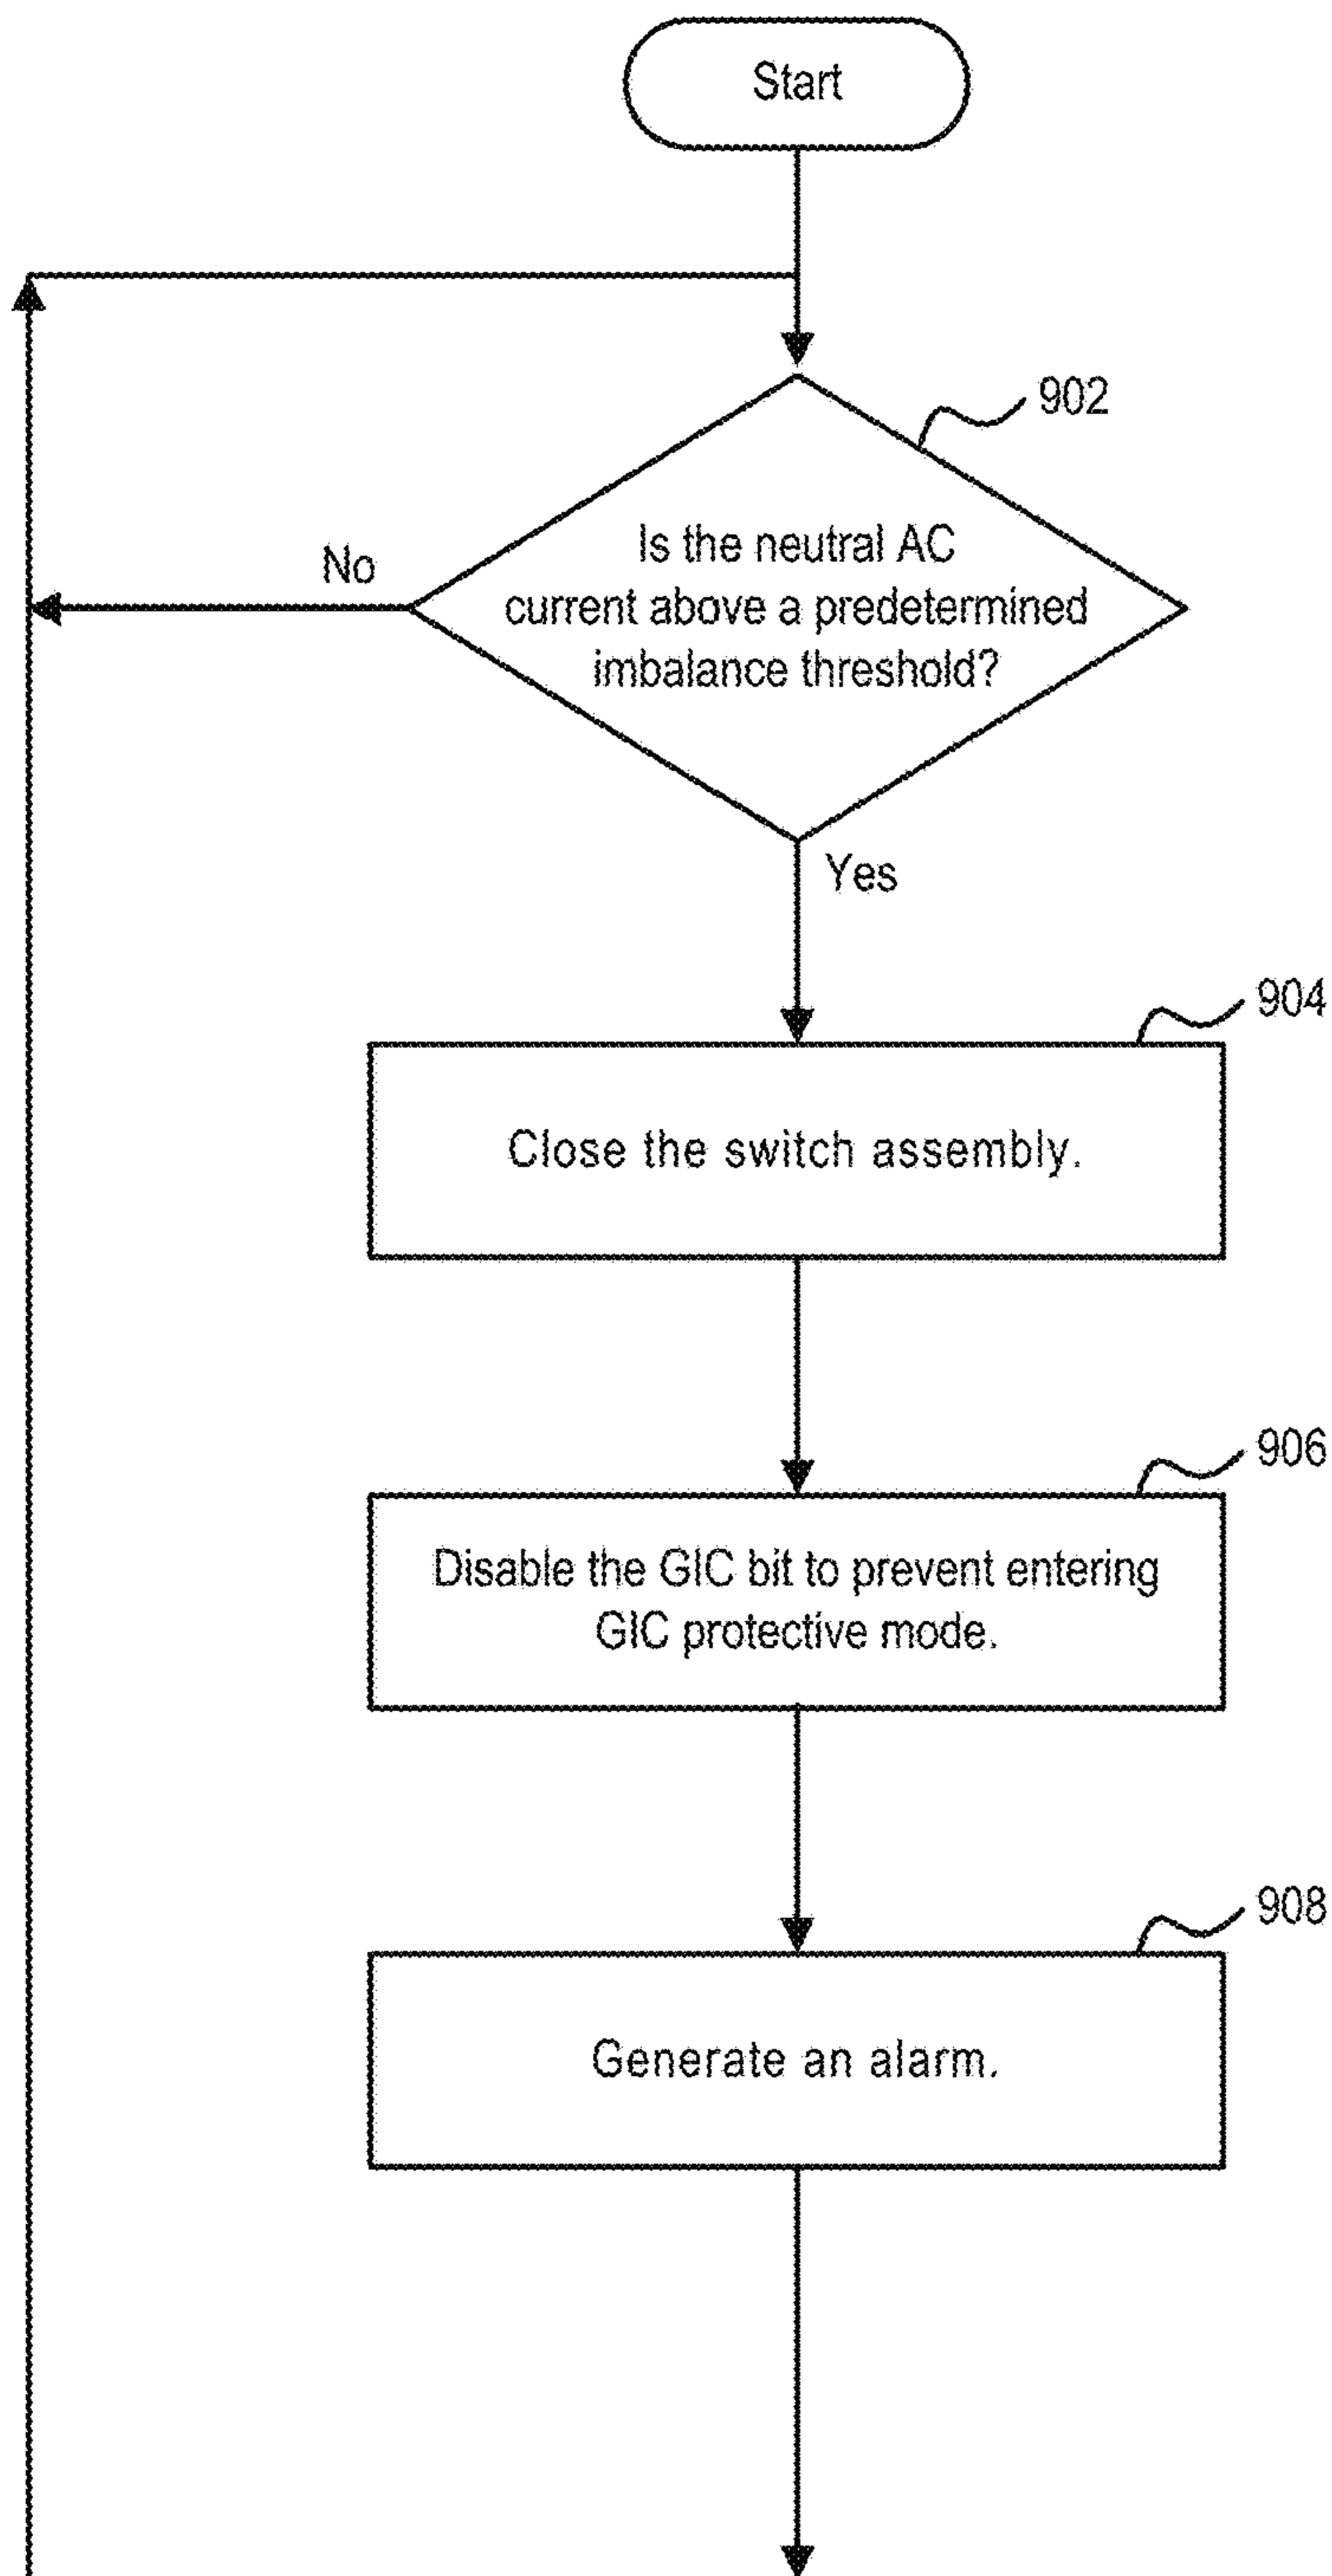 Start
902
Is the neutral AC
current above a predetermined
imbalance threshold?
No
Yes
904
Close the switch assembly.
906
Disable the GIC bit to prevent entering
GIC protective mode.
908
Generate an alarm.